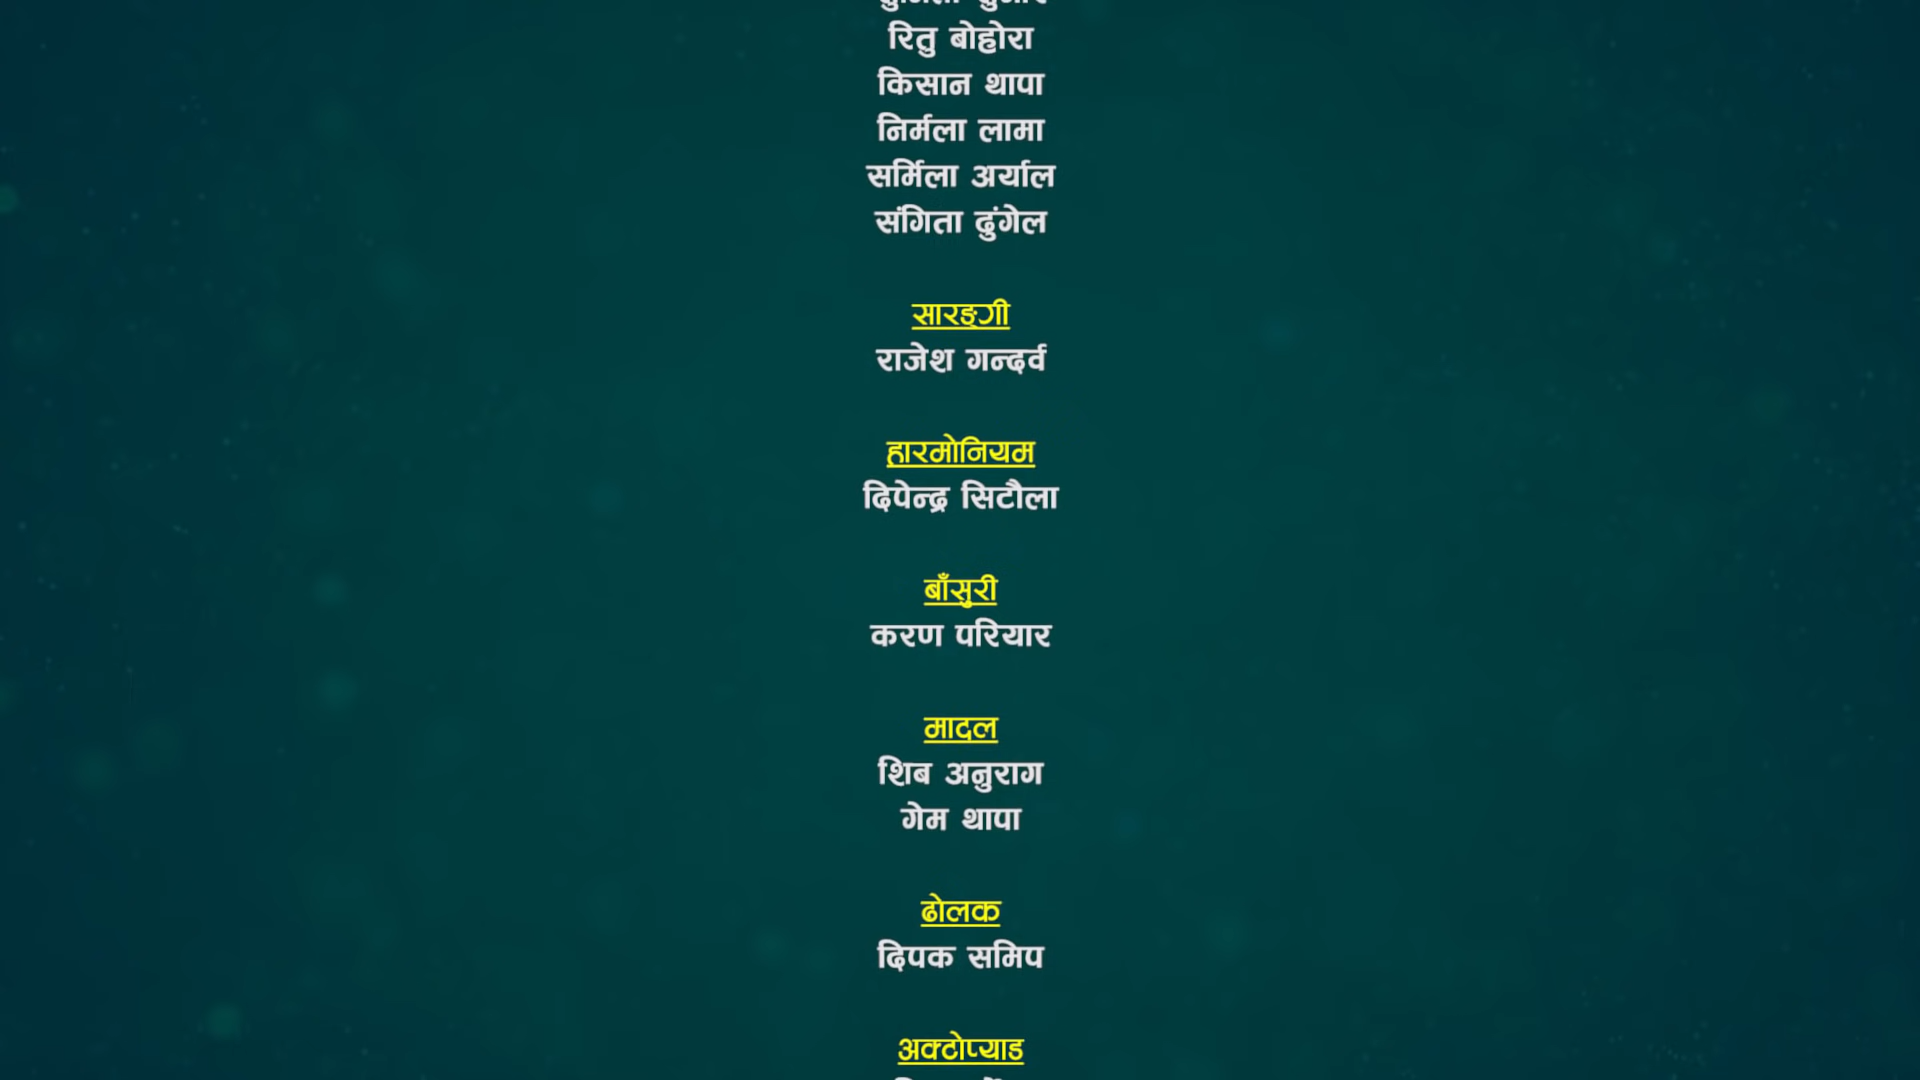 रितु बोहोरा
किसान थापा
निर्मला लामा
सर्मिला अर्याल
संगिता ढुंगेल
सारङ्गी
राजेश गन्दर्व
हारमोनियम
दिपेन्द्र सिटौला
बाँसुरी
करण परियार
मादल
शिब अनुराग
गेम थापा
ढोलक
दिपक समिप
अक्टोप्याड